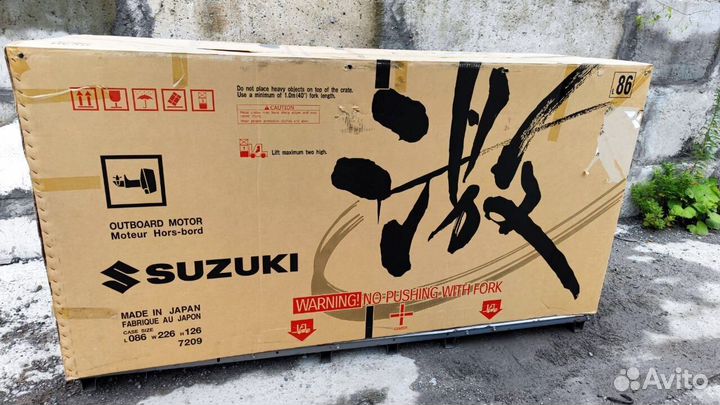 Do not place heavy objects on top of the crate.
Use a minimum of 1.0m(40") fork length.
CAUTION
Lift maximum two high.
L 86
激
OUTBOARD MOTOR
Moteur Hors-bord
SUZUKI
WARNING! NO PUSHING WITH FORK
MADE IN JAPAN
FABRIQUE AU JAPON
CASE SIZE
L086 W226 H126
7209
Avito